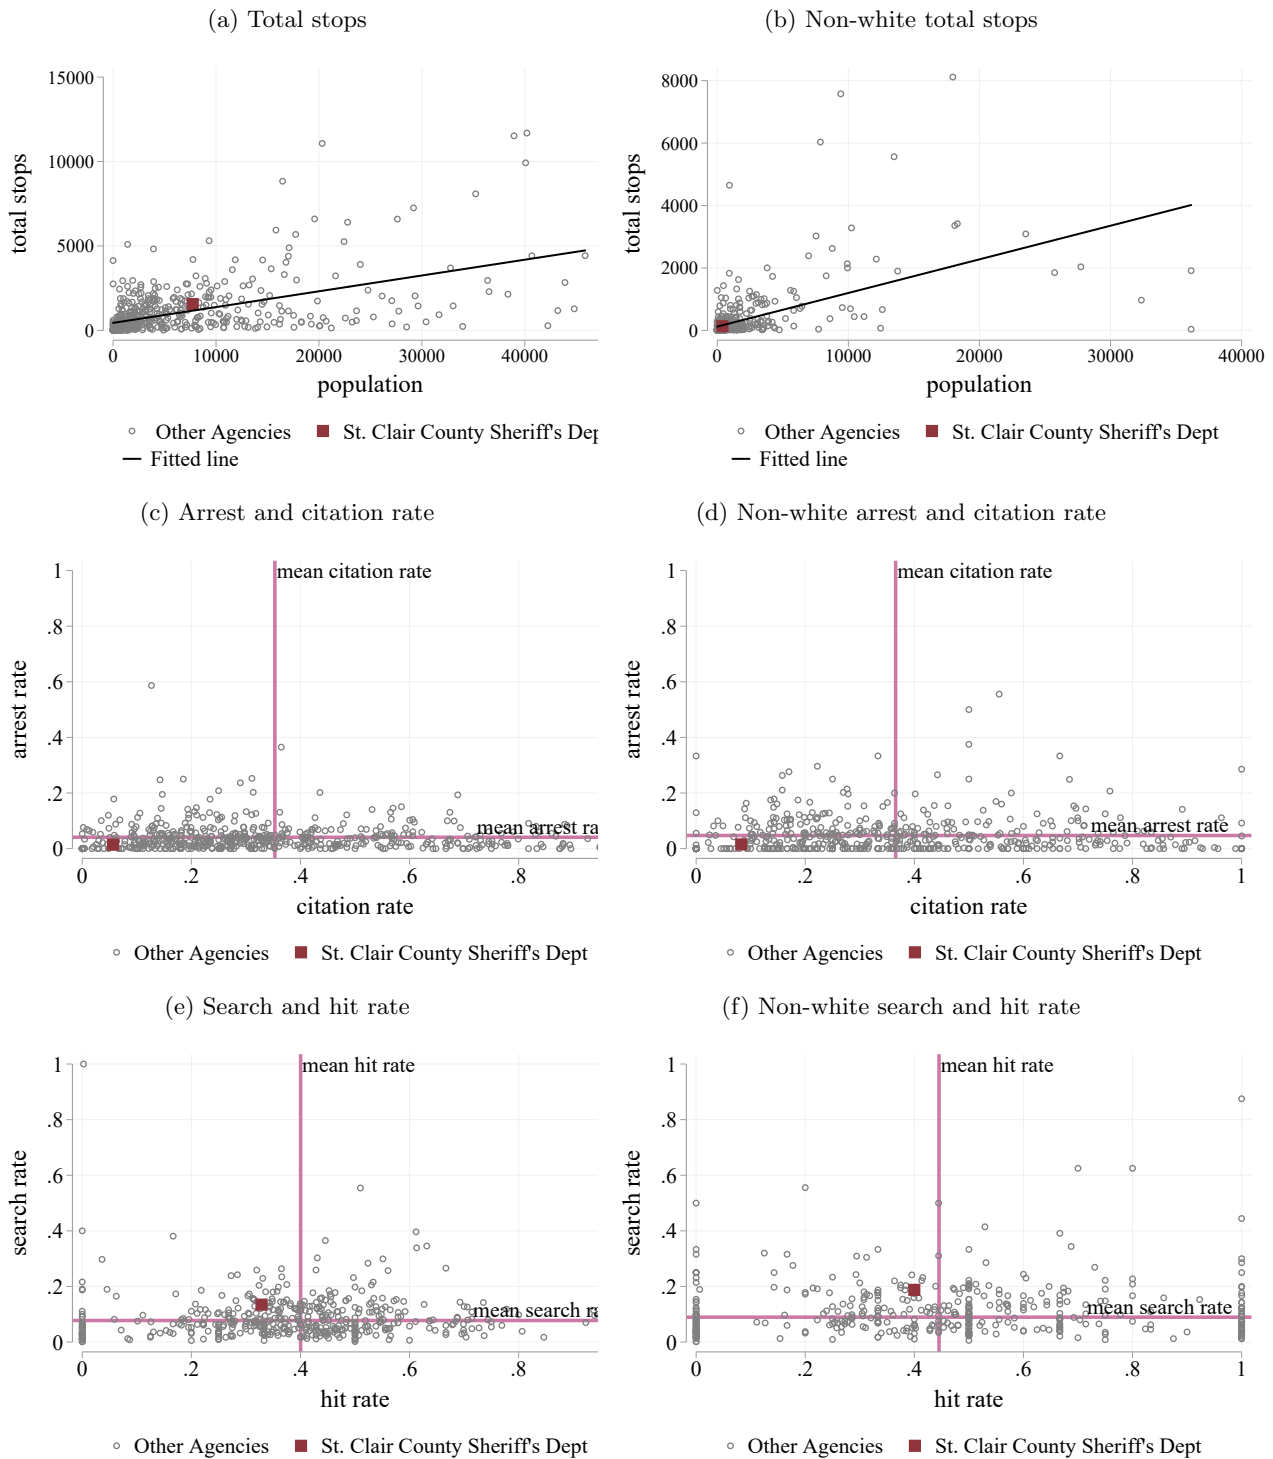 (a) Total stops
15000
10000
5000
0
total stops
0 10000 20000 30000 40000
population
Other Agencies St. Clair County Sheriff's Dep
Fitted line
(b) Non-white total stops
8000
6000
4000
2000
0
total stops
0 10000 20000 30000 40000
population
Other Agencies St. Clair County Sheriff's Dept
Fitted line
(c) Arrest and citation rate
mean citation rate
1
.8
.6
.4
.2
0
arrest rate
mean arrest ra
0 .2 .4 .6 .8
citation rate
Other Agencies St. Clair County Sheriff's Dept
(d) Non-white arrest and citation rate
mean citation rate
1
.8
.6
.4
.2
0
arrest rate
mean arrest rate
0 .2 .4 .6 .8 1
citation rate
Other Agencies St. Clair County Sheriff's Dept
(e) Search and hit rate
mean hit rate
1
.8
.6
.4
.2
0
search rate
mean search ra
0 .2 .4 .6 .8
hit rate
Other Agencies St. Clair County Sheriff's Dept
(f) Non-white search and hit rate
mean hit rate
1
.8
.6
.4
.2
0
search rate
mean search rate
0 .2 .4 .6 .8 1
hit rate
Other Agencies St. Clair County Sheriff's Dept